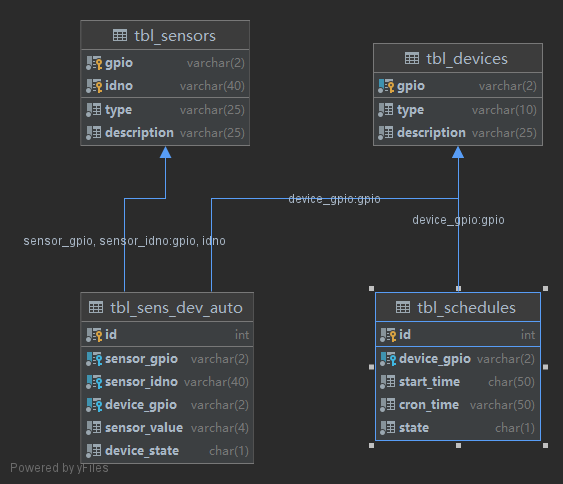 tbl_sensors
gpio varchar(2)
idno varchar(40)
type varchar(25)
description varchar(25)
tbl_devices
gpio varchar(2)
type varchar(10)
description varchar(25)
device_gpio:gpio
device_gpio:gpio
sensor_gpio, sensor_idno:gpio, idno
tbl_sens_dev_auto
id int
sensor_gpio varchar(2)
sensor_idno varchar(40)
device_gpio varchar(2)
sensor_value varchar(4)
device_state char(1)
tbl_schedules
id int
device_gpio varchar(2)
start_time char(50)
cron_time varchar(50)
state char(1)
Powered by yFiles